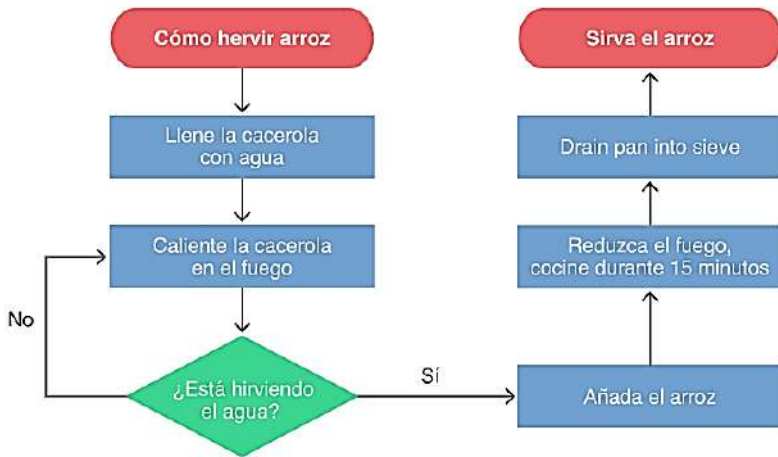 Cómo hervir arroz
Llene la cacerola
con agua
Caliente la cacerola
en el fuego
No
¿Está hirviendo
el agua?
Sí
Añada el arroz
Reduzca el fuego,
cocine durante 15 minutos
Drain pan into sieve
Sirva el arroz